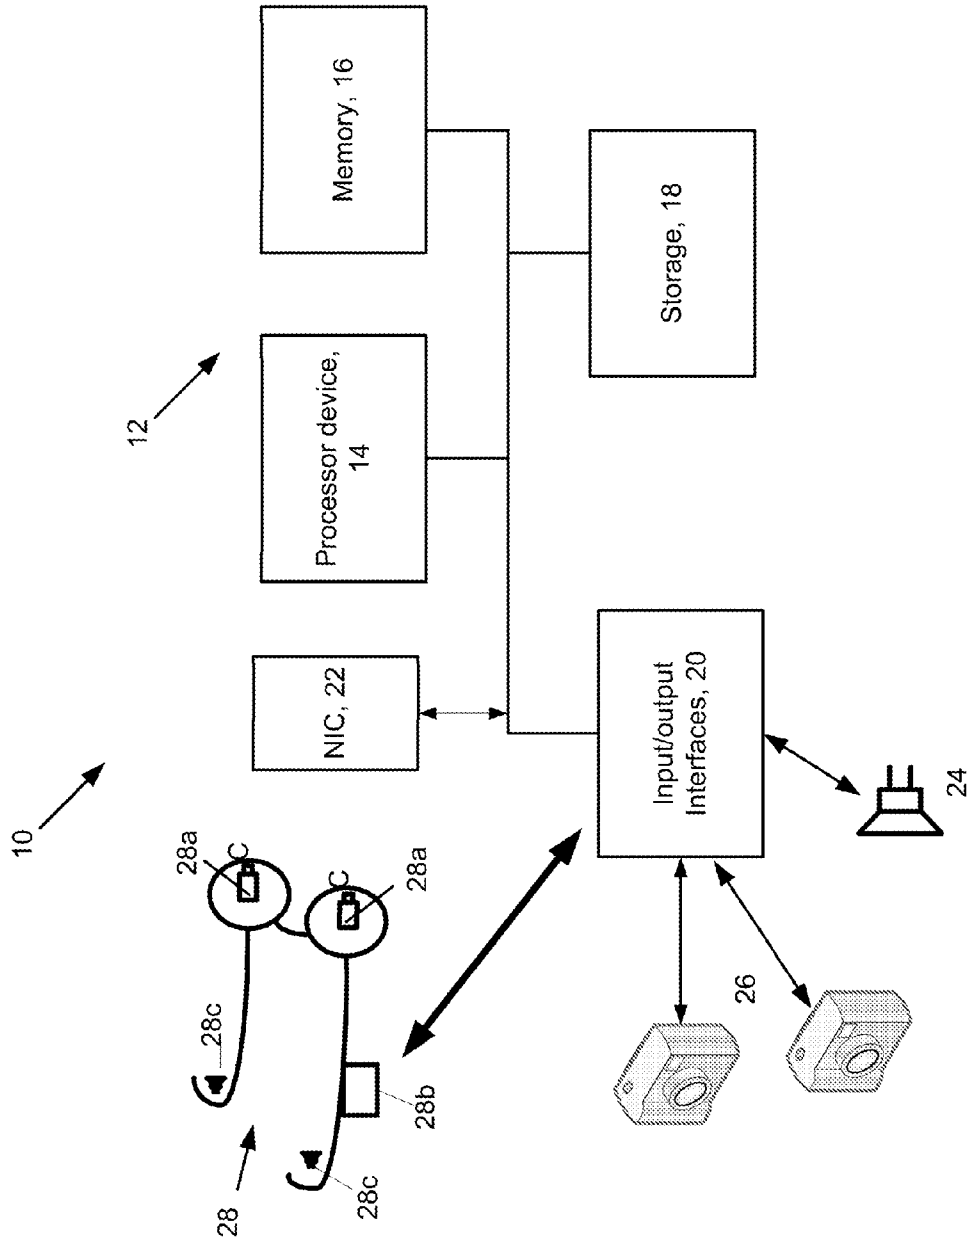 10
12
Memory, 16
Processor device,
14
NIC, 22
Storage, 18
Input/output
Interfaces, 20
28a
C
28a
C
28c
28c
28b
28
26
24